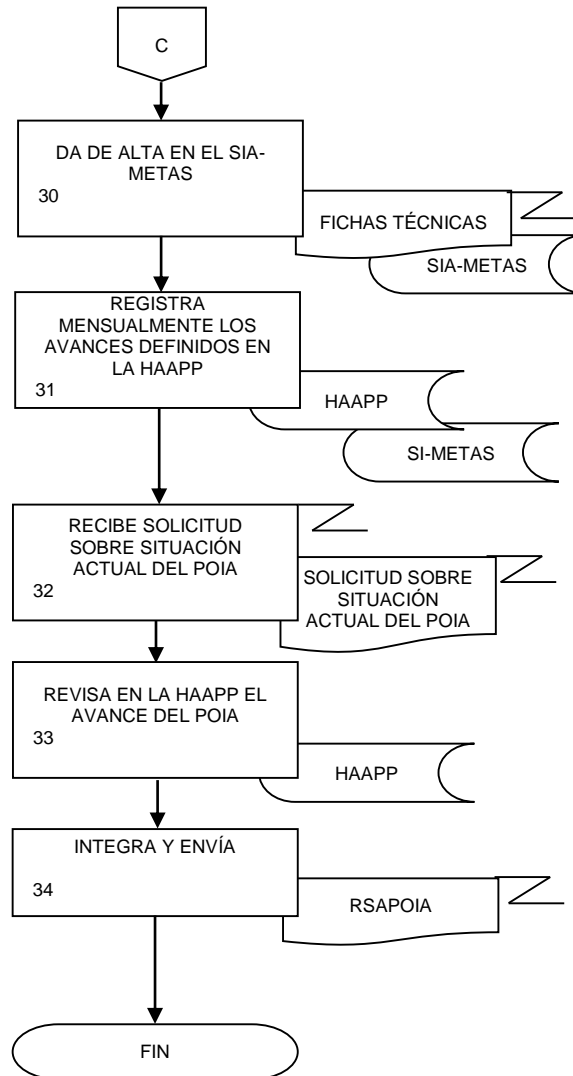 C
DA DE ALTA EN EL SIA-
METAS
30
FICHAS TÉCNICAS
SIA-METAS
REGISTRA
MENSUALMENTE LOS
AVANCES DEFINIDOS EN
LA HAAPP
31
HAAPP
SI-METAS
RECIBE SOLICITUD
SOBRE SITUACIÓN
ACTUAL DEL POIA
32
SOLICITUD SOBRE
SITUACIÓN
ACTUAL DEL POIA
REVISA EN LA HAAPP EL
AVANCE DEL POIA
33
HAAPP
INTEGRA Y ENVÍA
34
RSAPOIA
FIN